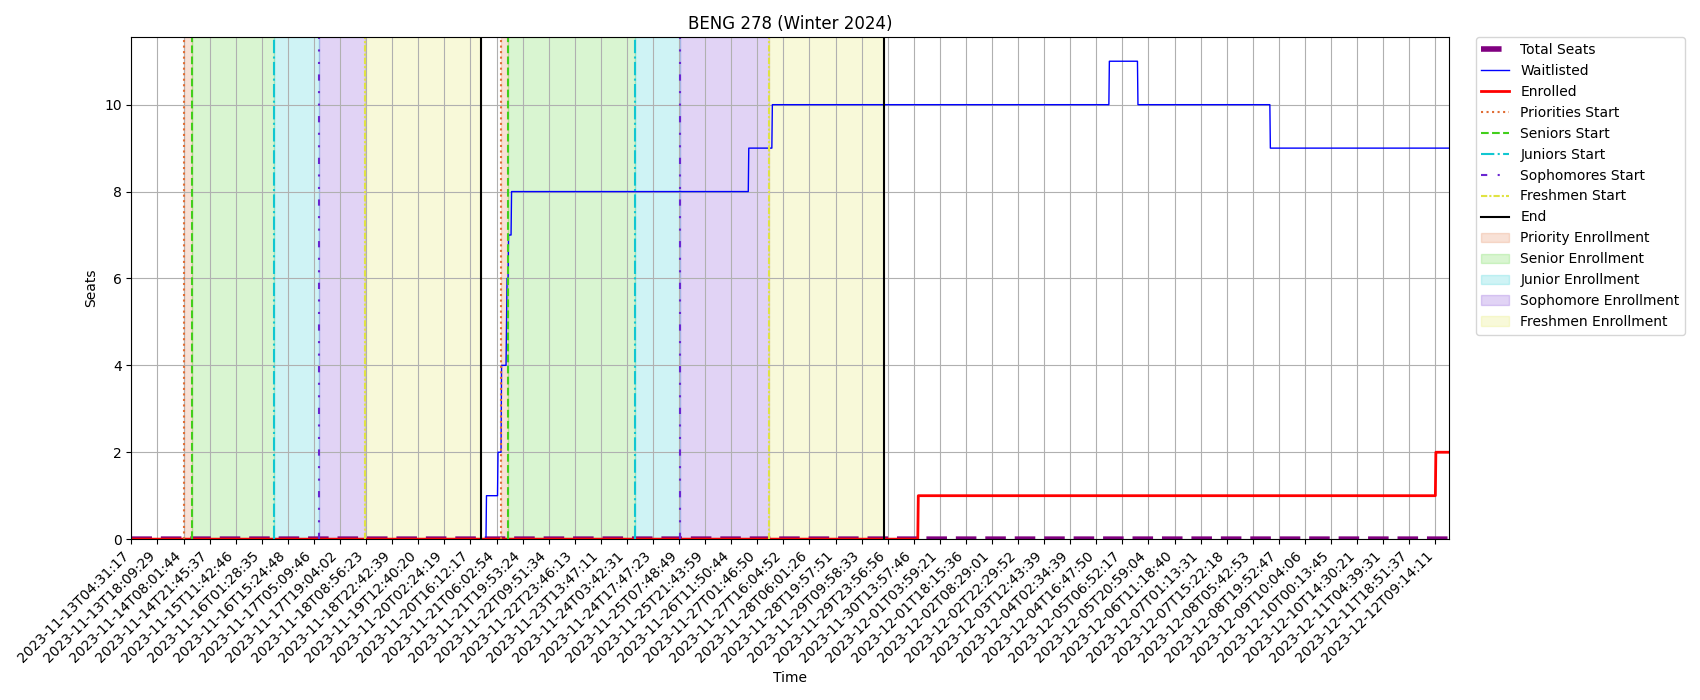 BENG 278 (Winter 2024)
Seats
10
8
6
4
2
0
2023-11-13T04:31:17
2023-11-13T18:09:29
2023-11-14T08:01:44
2023-11-14T21:45:37
2023-11-15T11:42:46
2023-11-16T01:28:35
2023-11-16T15:24:48
2023-11-17T05:09:46
2023-11-17T19:04:02
2023-11-18T08:56:23
2023-11-18T22:42:39
2023-11-19T12:40:20
2023-11-20T02:24:19
2023-11-20T16:12:17
2023-11-21T06:02:54
2023-11-21T19:53:24
2023-11-22T09:51:34
2023-11-22T23:46:13
2023-11-23T13:47:11
2023-11-24T03:42:31
2023-11-24T17:47:23
2023-11-25T07:48:49
2023-11-25T21:43:59
2023-11-26T11:50:44
2023-11-27T01:46:50
2023-11-27T16:04:52
2023-11-28T06:01:26
2023-11-28T19:57:51
2023-11-29T09:58:33
2023-11-29T23:56:56
2023-11-30T13:57:46
2023-12-01T03:59:21
2023-12-01T18:15:36
2023-12-02T08:29:01
2023-12-02T22:29:52
2023-12-03T12:43:39
2023-12-04T02:34:39
2023-12-04T16:47:50
2023-12-05T06:52:17
2023-12-05T20:59:04
2023-12-06T11:18:40
2023-12-07T01:13:31
2023-12-07T15:22:18
2023-12-08T05:42:53
2023-12-08T19:52:47
2023-12-09T10:04:06
2023-12-10T00:13:45
2023-12-10T14:30:21
2023-12-11T04:39:31
2023-12-11T18:51:37
2023-12-12T09:14:11
Time
Total Seats
Waitlisted
Enrolled
Priorities Start
Seniors Start
Juniors Start
Sophomores Start
Freshmen Start
End
Priority Enrollment
Senior Enrollment
Junior Enrollment
Sophomore Enrollment
Freshmen Enrollment